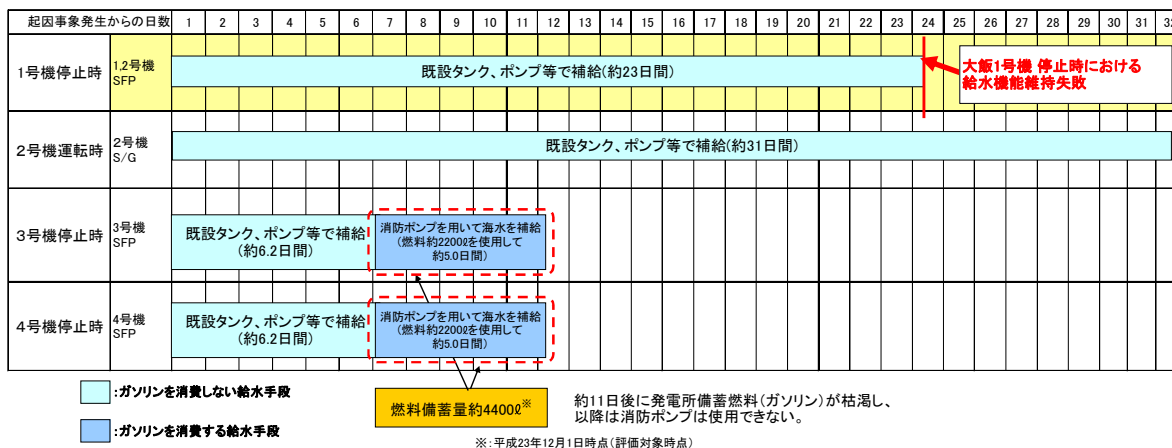 起因事象発生からの日数 1 2 3 4 5 6 7 8 9 10 11 12 13 14 15 16 17 18 19 20 21 22 23 24 25 26 27 28 29 30 31 32
1号機停止時
1,2号機
SFP
既設タンク、ポンプ等で補給(約23日間)
大飯1号機 停止時における
給水機能維持失敗
2号機運転時
2号機
S/G
既設タンク、ポンプ等で補給(約31日間)
3号機停止時
3号機
SFP
既設タンク、ポンプ等で補給
(約6.2日間)
消防ポンプを用いて海水を補給
(燃料約2200ℓを使用して
約5.0日間)
4号機停止時
4号機
SFP
既設タンク、ポンプ等で補給
(約6.2日間)
消防ポンプを用いて海水を補給
(燃料約2200ℓを使用して
約5.0日間)
:ガソリンを消費しない給水手段
:ガソリンを消費する給水手段
燃料備蓄量約4400ℓ※
約11日後に発電所備蓄燃料(ガソリン)が枯渇し、
以降は消防ポンプは使用できない。
※:平成23年12月1日時点(評価対象時点)